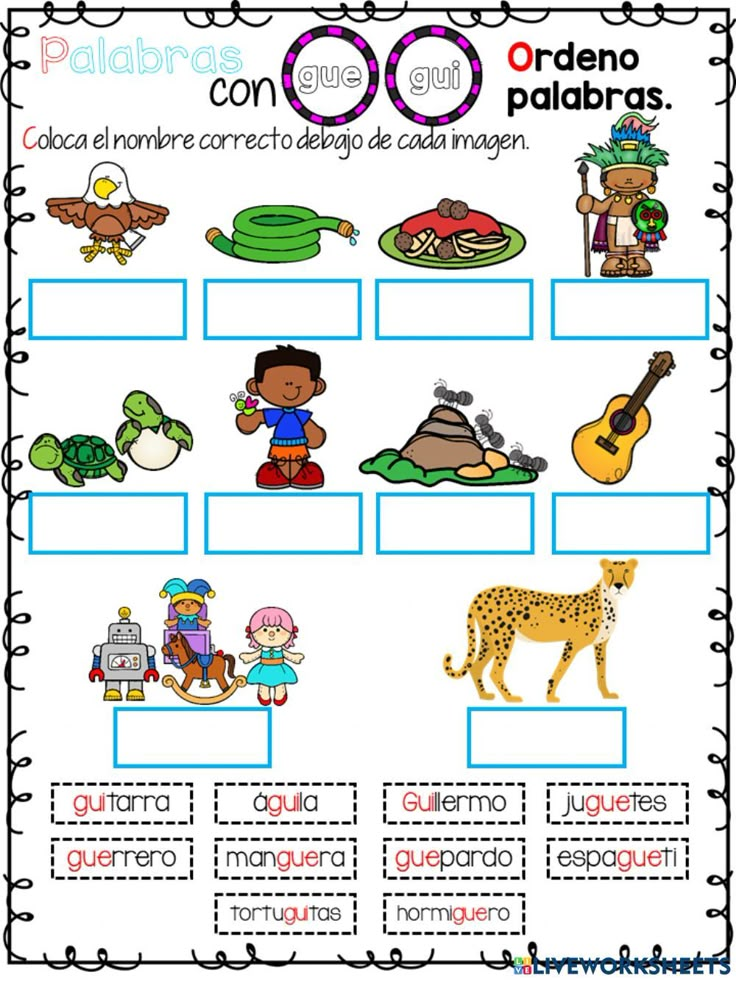 Palabras con gue gui Ordeno palabras.
Coloca el nombre correcto debajo de cada imagen.
guitarra águila Guillermo juguetes
guerrero manguera guepardo espagueti
tortuguitas hormiguero
LIVEWORKSHEETS